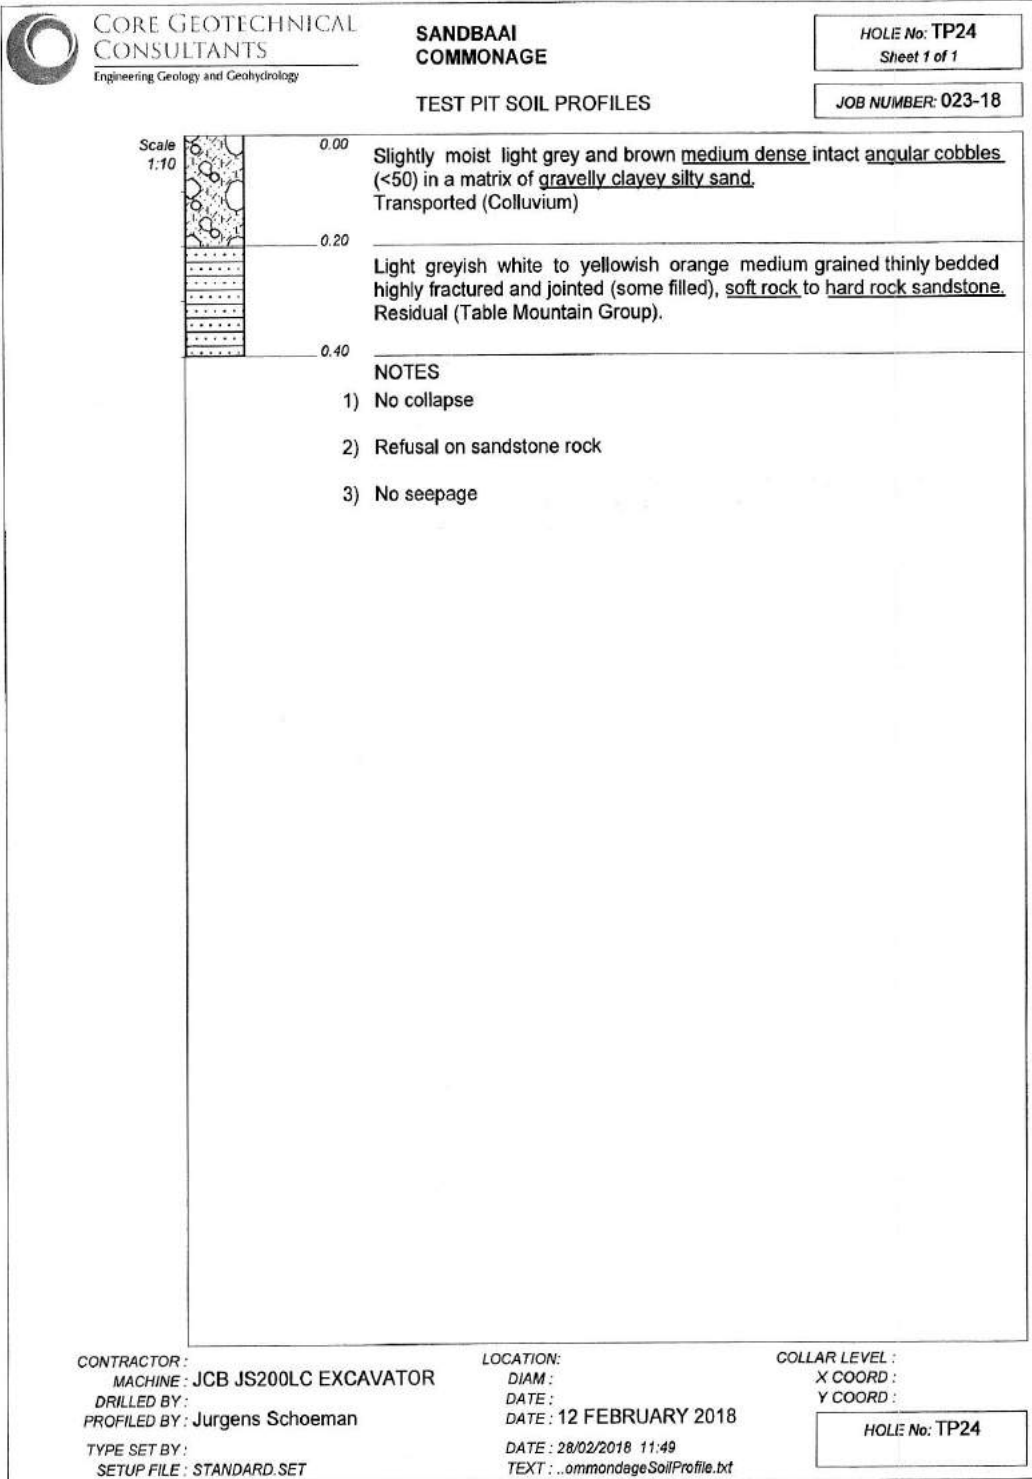 CORE GEOTECHNICAL
CONSULTANTS
Engineering Geology and Geohydrology
SANDBAAI
COMMONAGE
TEST PIT SOIL PROFILES
HOLE No: TP24
Sheet 1 of 1
JOB NUMBER: 023-18
Scale
1:10
0.00
Slightly moist light grey and brown medium dense intact angular cobbles
(<50) in a matrix of gravelly clayey silty sand.
Transported (Colluvium)
0.20
Light greyish white to yellowish orange medium grained thinly bedded
highly fractured and jointed (some filled), soft rock to hard rock sandstone.
Residual (Table Mountain Group).
0.40
NOTES
1) No collapse
2) Refusal on sandstone rock
3) No seepage
CONTRACTOR :
MACHINE : JCB JS200LC EXCAVATOR
DRILLED BY :
PROFILED BY : Jurgens Schoeman
TYPE SET BY :
SETUP FILE : STANDARD.SET
LOCATION:
DIAM :
DATE :
DATE : 12 FEBRUARY 2018
DATE : 28/02/2018 11:49
TEXT : ..ommondageSoilProfile.txt
COLLAR LEVEL :
X COORD :
Y COORD :
HOLE No: TP24